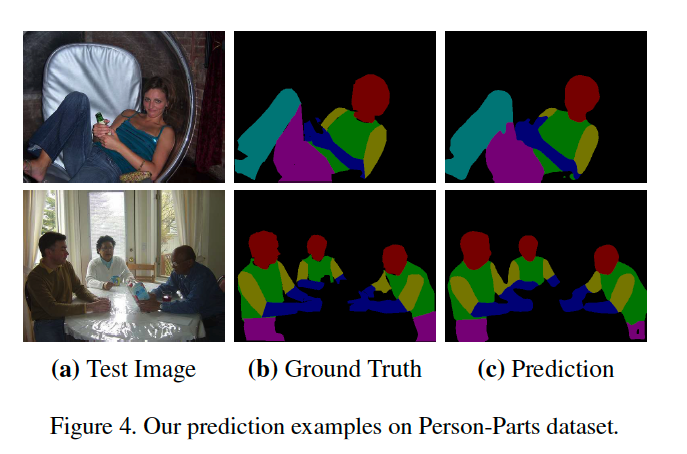 (a) Test Image (b) Ground Truth (c) Prediction
Figure 4. Our prediction examples on Person-Parts dataset.